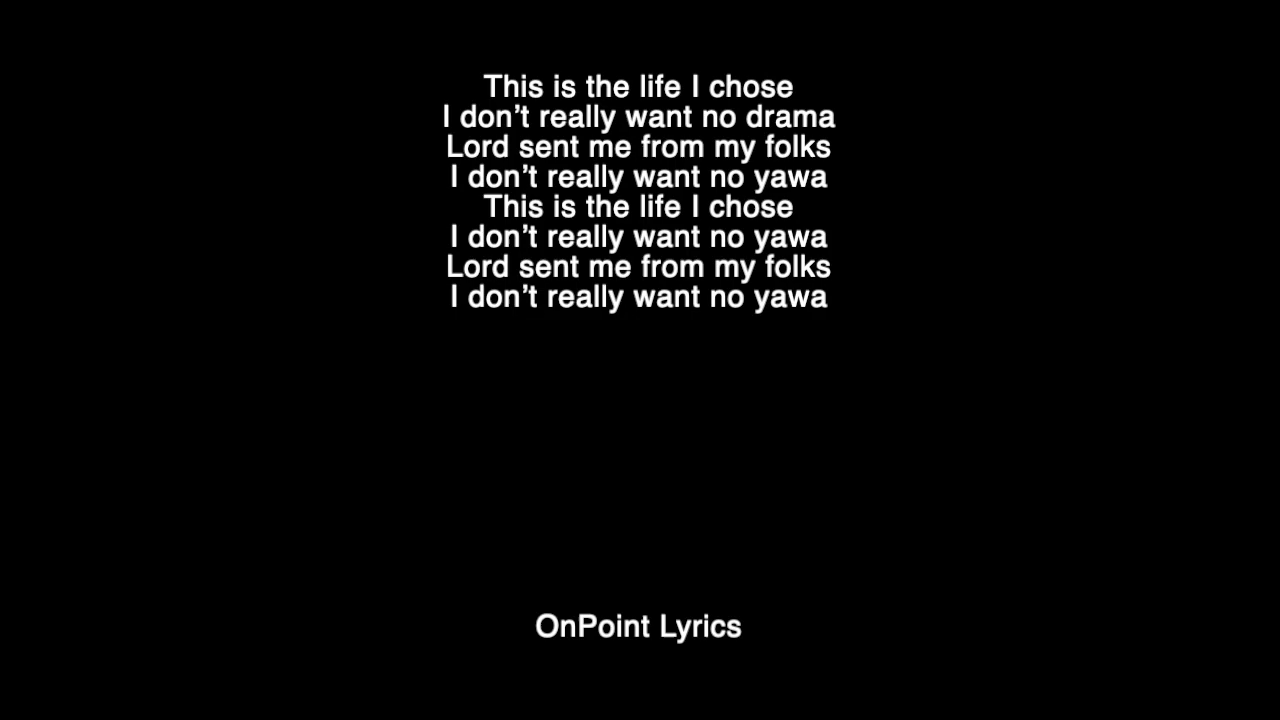 This is the life I chose
I don’t really want no drama
Lord sent me from my folks
I don’t really want no yawa
This is the life I chose
I don’t really want no yawa
Lord sent me from my folks
I don’t really want no yawa
OnPoint Lyrics